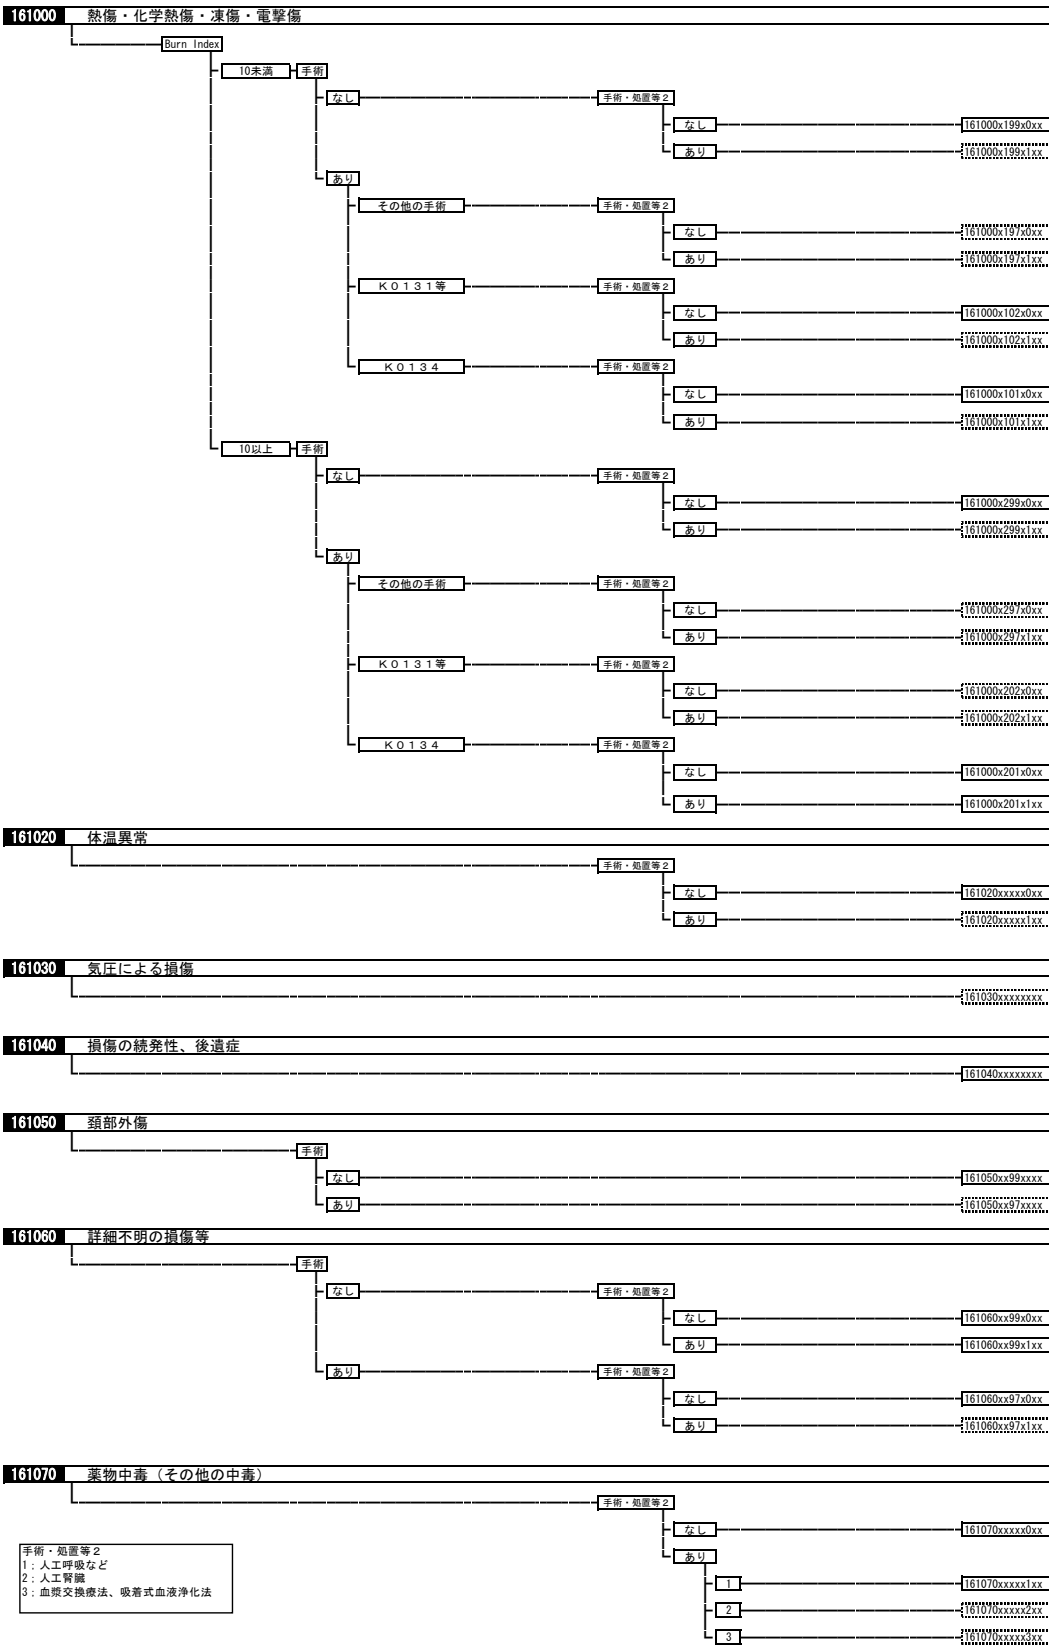 161000 熱傷・化学熱傷・凍傷・電撃傷
Burn Index
10未満 手術
なし 手術・処置等２
なし 161000x199x0xx
あり 161000x199x1xx
あり
その他の手術 手術・処置等２
なし 161000x197x0xx
あり 161000x197x1xx
Ｋ０１３１等 手術・処置等２
なし 161000x102x0xx
あり 161000x102x1xx
Ｋ０１３４ 手術・処置等２
なし 161000x101x0xx
あり 161000x101x1xx
10以上 手術
なし 手術・処置等２
なし 161000x299x0xx
あり 161000x299x1xx
あり
その他の手術 手術・処置等２
なし 161000x297x0xx
あり 161000x297x1xx
Ｋ０１３１等 手術・処置等２
なし 161000x202x0xx
あり 161000x202x1xx
Ｋ０１３４ 手術・処置等２
なし 161000x201x0xx
あり 161000x201x1xx
161020 体温異常
手術・処置等２
なし 161020xxxxx0xx
あり 161020xxxxx1xx
161030 気圧による損傷
161030xxxxxxxx
161040 損傷の続発性、後遺症
161040xxxxxxxx
161050 頚部外傷
手術
なし 161050xx99xxxx
あり 161050xx97xxxx
161060 詳細不明の損傷等
手術
なし 手術・処置等２
なし 161060xx99x0xx
あり 161060xx99x1xx
あり 手術・処置等２
なし 161060xx97x0xx
あり 161060xx97x1xx
161070 薬物中毒（その他の中毒）
手術・処置等２
なし 161070xxxxx0xx
あり
1 161070xxxxx1xx
2 161070xxxxx2xx
3 161070xxxxx3xx
手術・処置等２
1；人工呼吸など
2；人工腎臓
3；血漿交換療法、吸着式血液浄化法